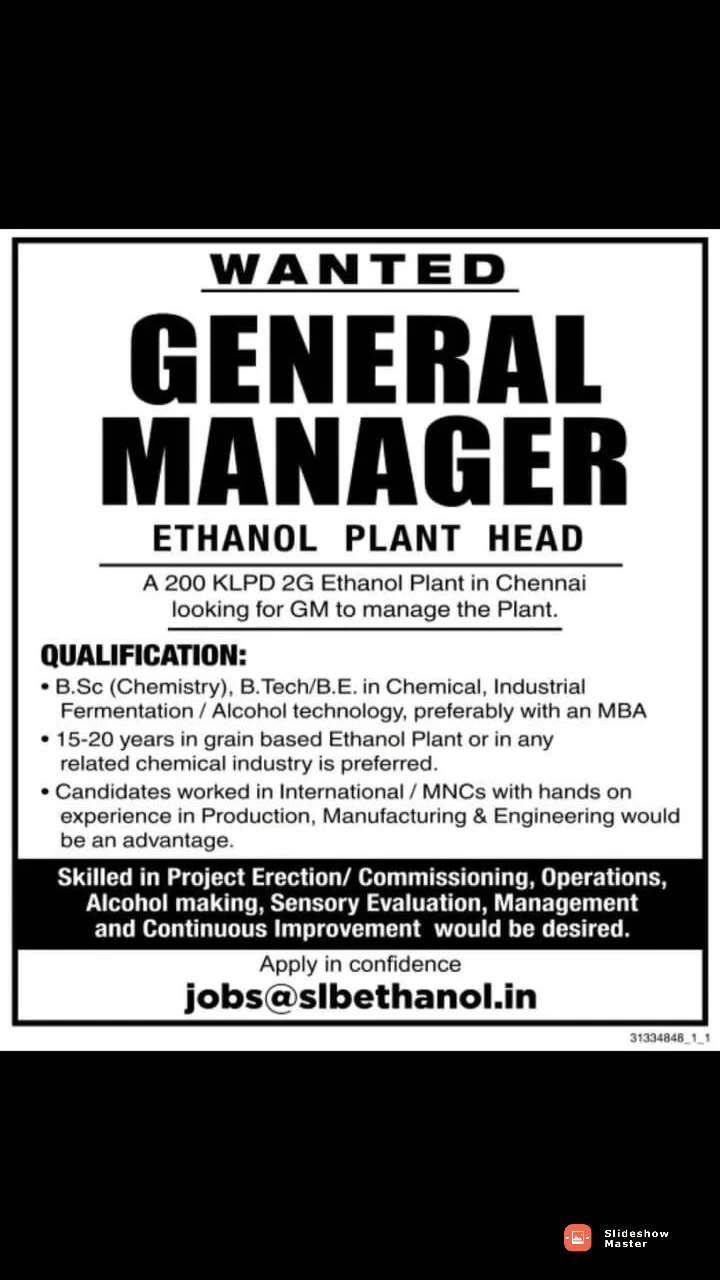 WANTED
GENERAL
MANAGER
ETHANOL PLANT HEAD
A 200 KLPD 2G Ethanol Plant in Chennai
looking for GM to manage the Plant.
QUALIFICATION:
• B.Sc (Chemistry), B.Tech/B.E. in Chemical, Industrial
Fermentation / Alcohol technology, preferably with an MBA
• 15-20 years in grain based Ethanol Plant or in any
related chemical industry is preferred.
• Candidates worked in International / MNCs with hands on
experience in Production, Manufacturing & Engineering would
be an advantage.
Skilled in Project Erection/ Commissioning, Operations,
Alcohol making, Sensory Evaluation, Management
and Continuous Improvement would be desired.
Apply in confidence
jobs@slbethanol.in
31334848_1_1
Slideshow
Master